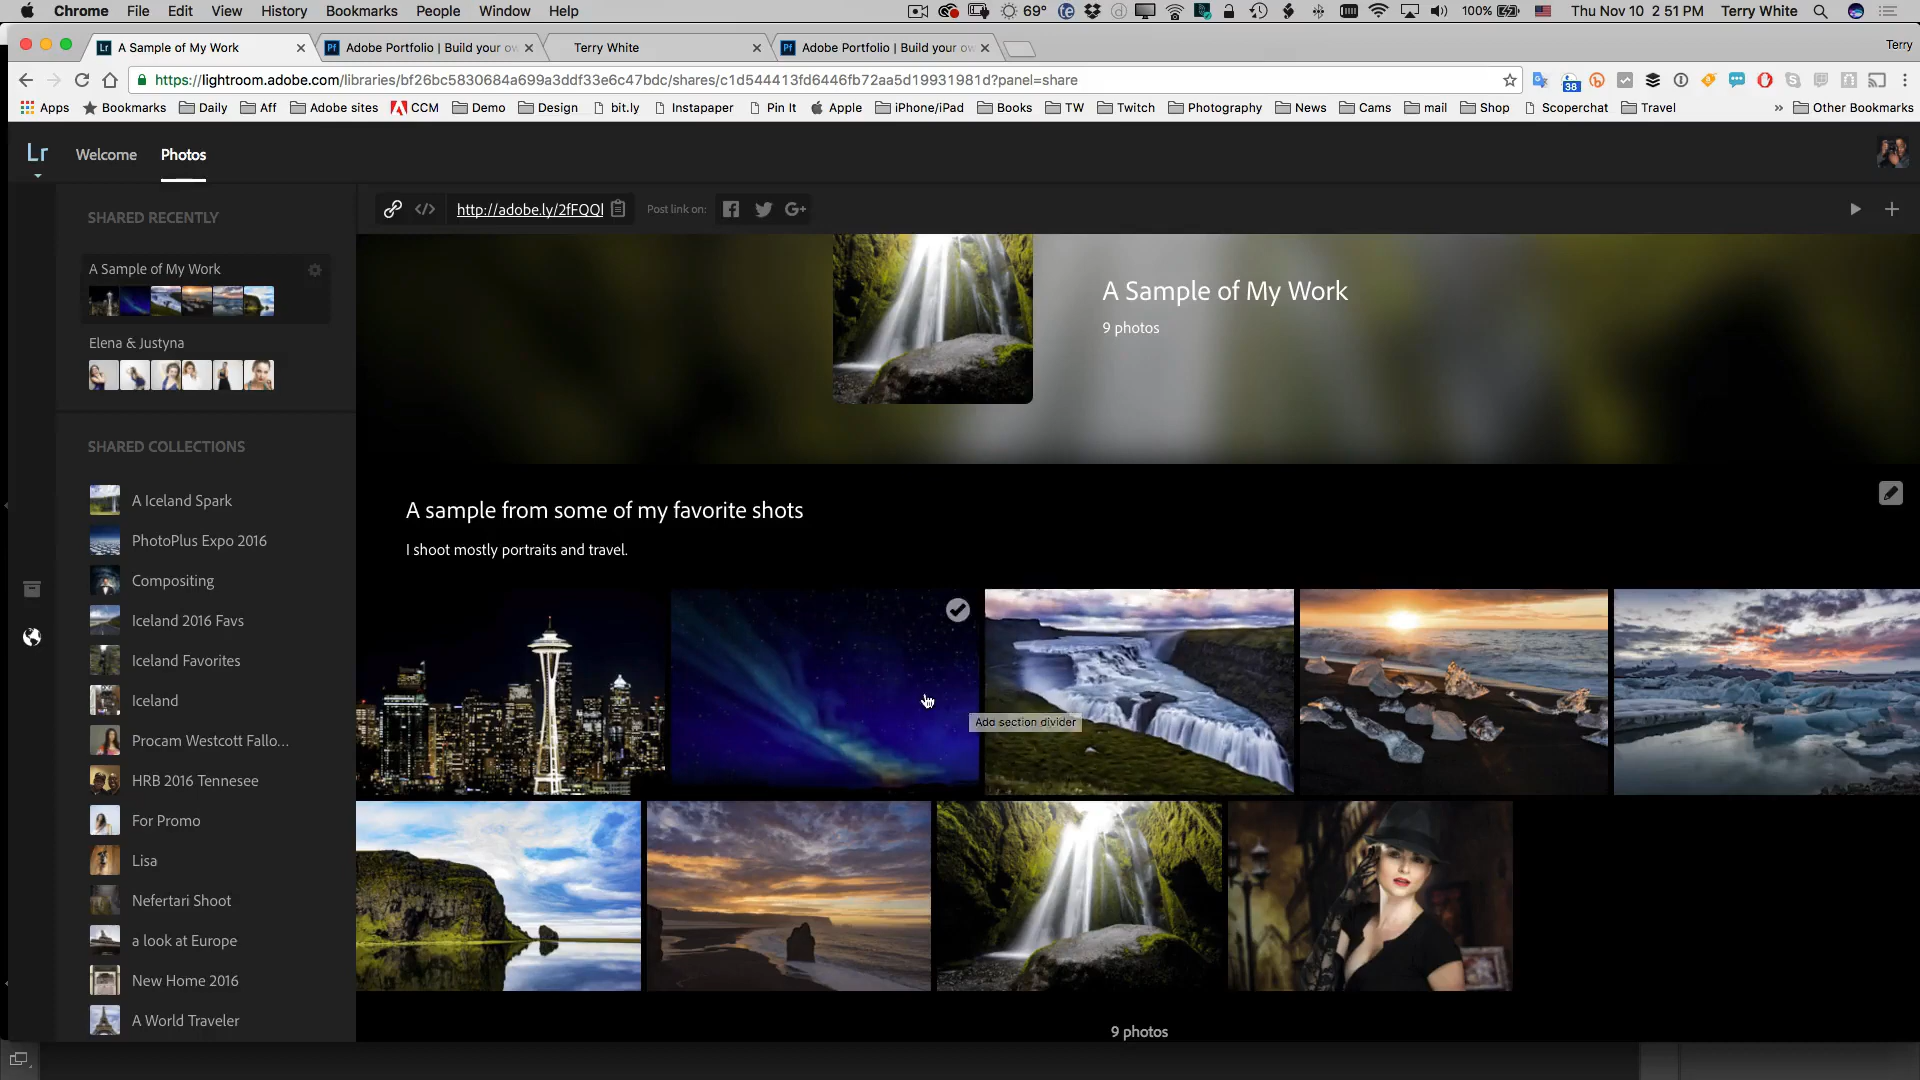 Chrome File Edit View History Bookmarks People Window Help 69° 100% Thu Nov 10 2 51 PM Terry White
Lr A Sample of My Work Pf Adobe Portfolio | Build your ow Terry White Pf Adobe Portfolio | Build your ow Terry
https://lightroom.adobe.com/libraries/bf26bc5830684a699a3ddf33e6c47bdc/shares/c1d544413fd6446fb72aa5d19931981d?panel=share 38
Apps Bookmarks Daily Aff Adobe sites CCM Demo Design bit.ly Instapaper Pin It Apple iPhone/iPad Books TW Twitch Photography News Cams mail Shop Scoperchat Travel » Other Bookmarks
Lr Welcome Photos
SHARED RECENTLY
A Sample of My Work
Elena & Justyna
SHARED COLLECTIONS
A Iceland Spark
PhotoPlus Expo 2016
Compositing
Iceland 2016 Favs
Iceland Favorites
Iceland
Procam Westcott Fallo...
HRB 2016 Tennesee
For Promo
Lisa
Nefertari Shoot
a look at Europe
New Home 2016
A World Traveler
http://adobe.ly/2fFQQl Post link on:
A Sample of My Work
9 photos
A sample from some of my favorite shots
I shoot mostly portraits and travel.
Add section divider
9 photos